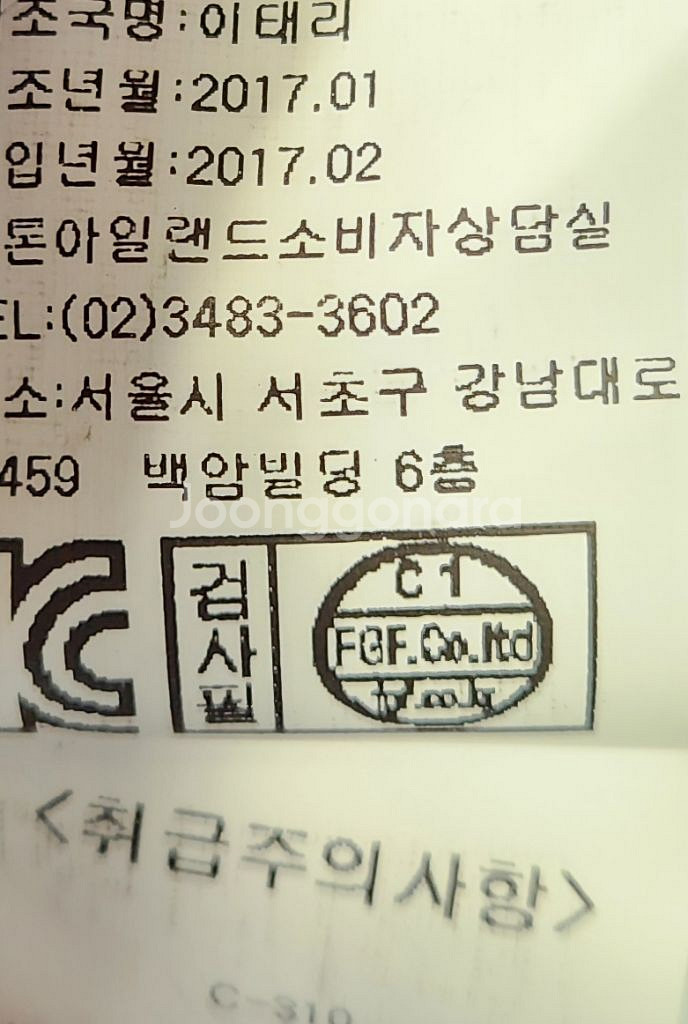 조국명:이태리
조년월:2017.01
입년월:2017.02
톤아일랜드소비자상담실
EL:(02)3483-3602
소:서울시 서초구 강남대로
459 백암빌딩 6층
Joonggonara
KC
검사필
C1
FGF.Co.ltd
<취급주의사항>
C-310